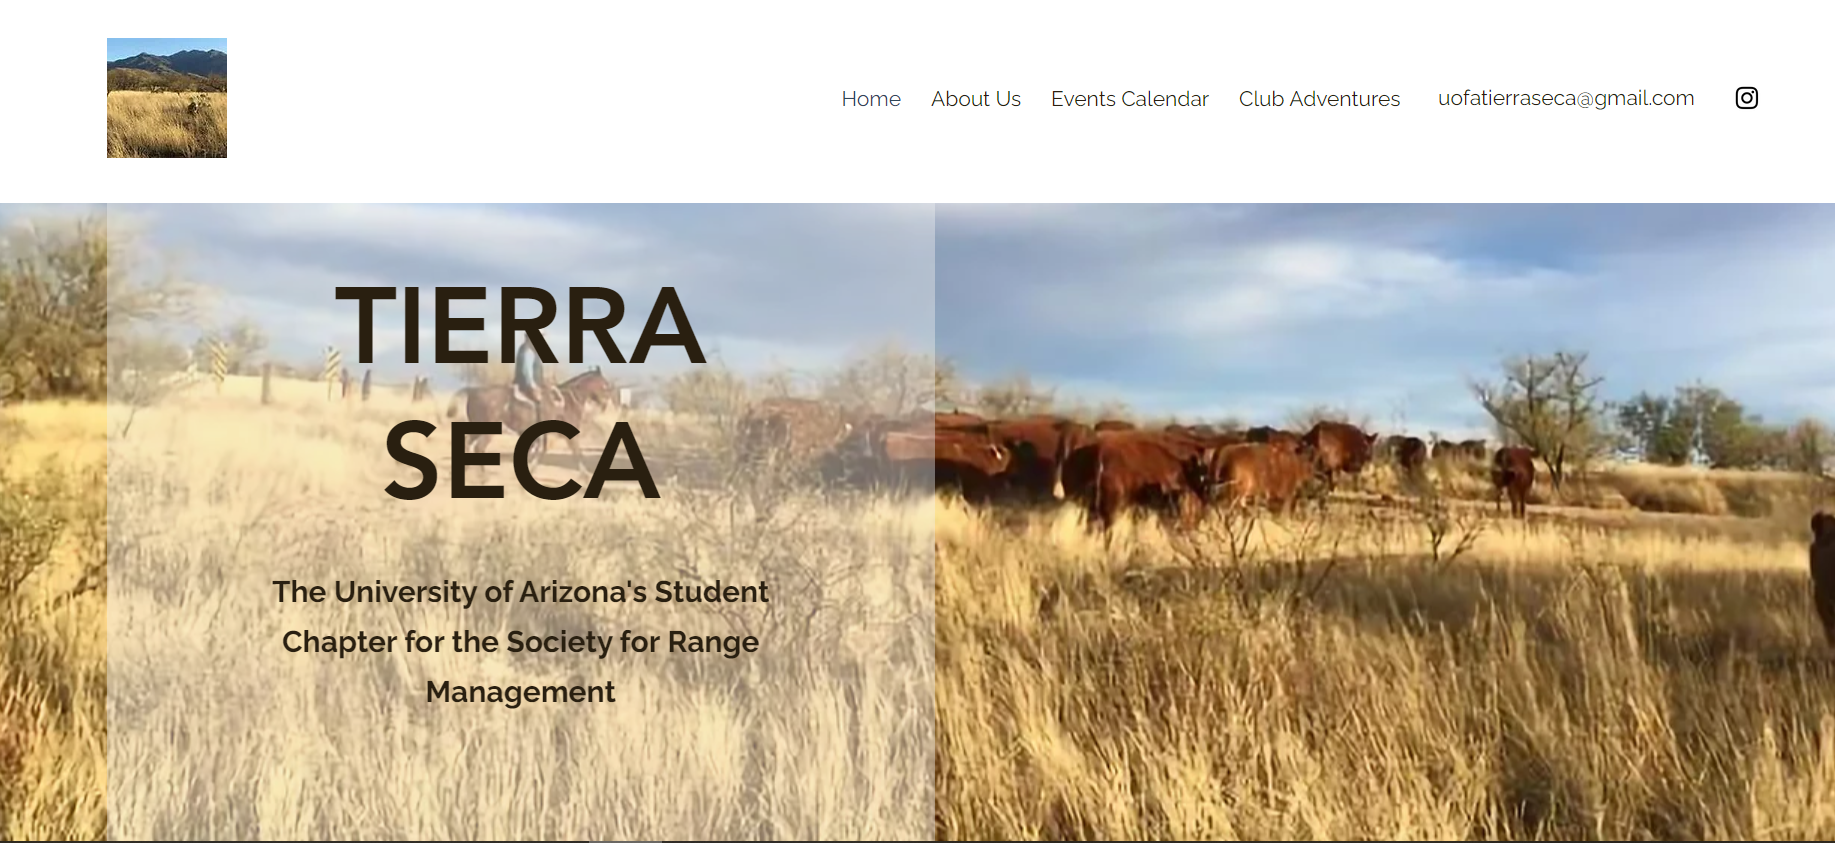 Home
About Us
Events Calendar
Club Adventures
uofatierraseca@gmail.com
TIERRA
SECA
The University of Arizona's Student
Chapter for the Society for Range
Management